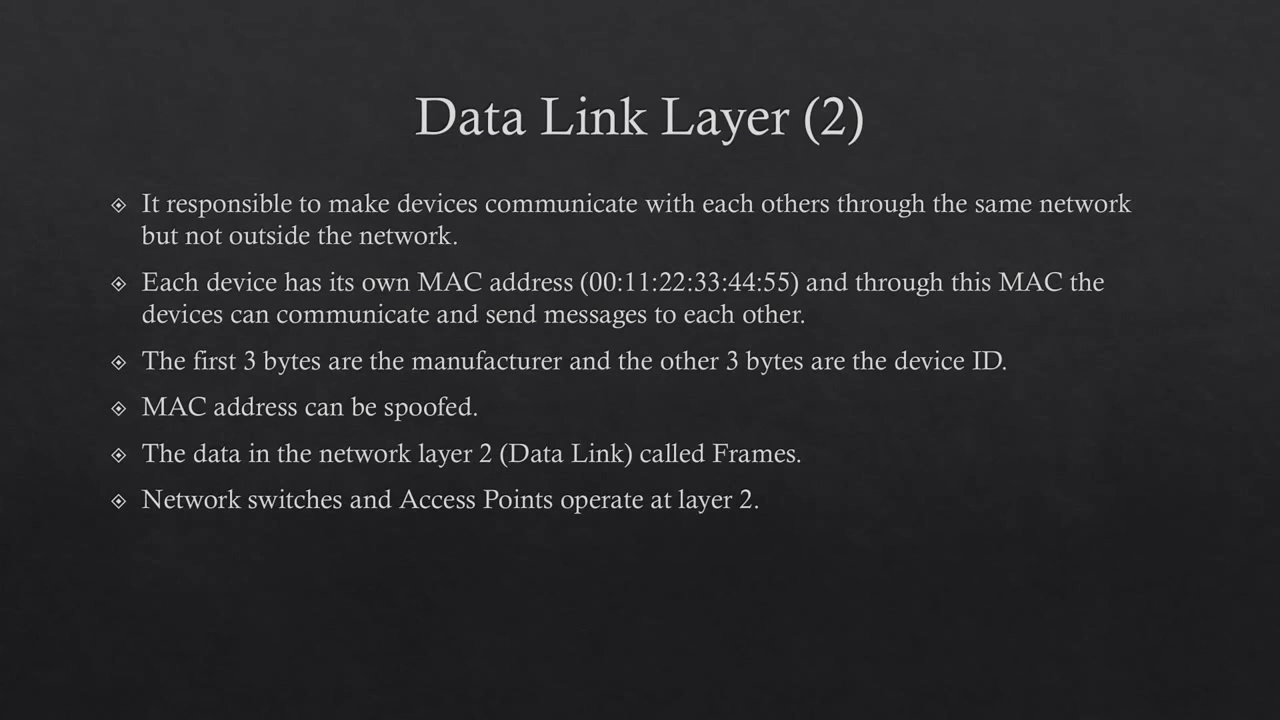 Data Link Layer (2)
It responsible to make devices communicate with each others through the same network
but not outside the network.
Each device has its own MAC address (00:11:22:33:44:55) and through this MAC the
devices can communicate and send messages to each other.
The first 3 bytes are the manufacturer and the other 3 bytes are the device ID.
MAC address can be spoofed.
The data in the network layer 2 (Data Link) called Frames.
Network switches and Access Points operate at layer 2.